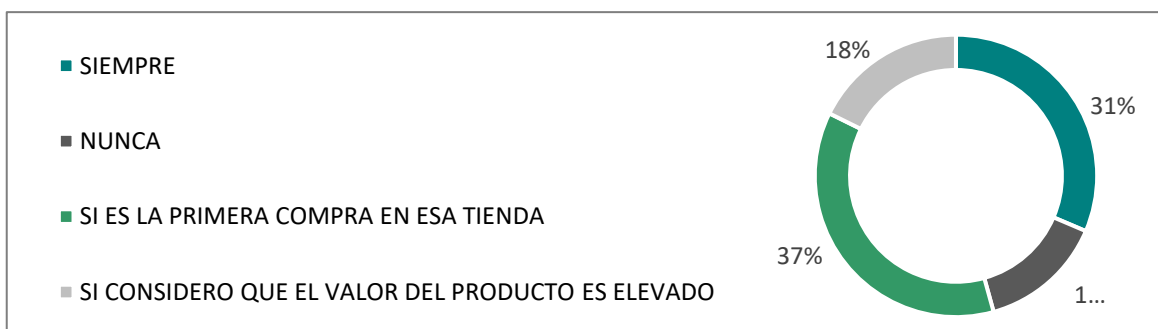 SIEMPRE
NUNCA
SI ES LA PRIMERA COMPRA EN ESA TIENDA
SI CONSIDERO QUE EL VALOR DEL PRODUCTO ES ELEVADO
18%
31%
37%
1...